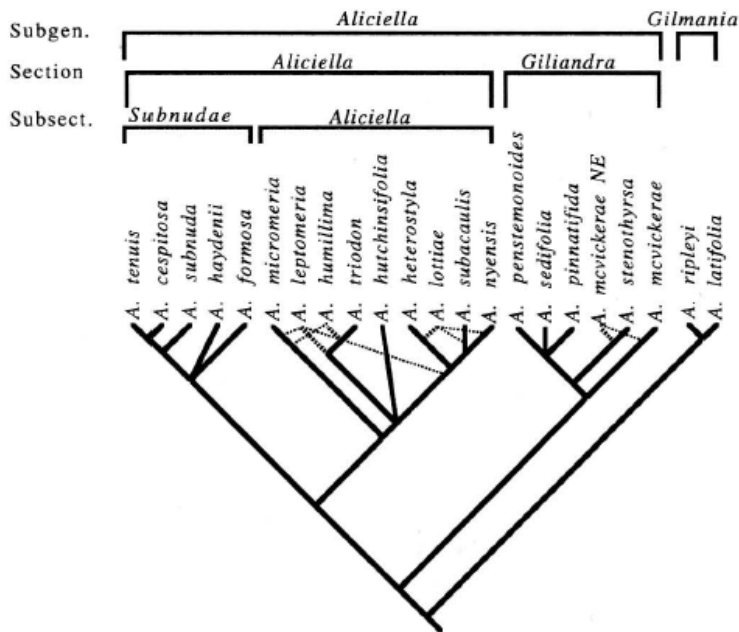 Subgen. Aliciella Gilmania
Section Aliciella Giliandra
Subsect. Subnudae Aliciella
A. tenuis
A. cespitosa
A. subnuda
A. haydenii
A. formosa
A. micromeria
A. leptomeria
A. humillima
A. triodon
A. hutchinsifolia
A. heterostyla
A. lottiae
A. subacaulis
A. nyensis
A. penstemonoides
A. sedifolia
A. pinnatifida
A. mcvickerae NE
A. stenothyrsa
A. mcvickerae
A. ripleyi
A. latifolia